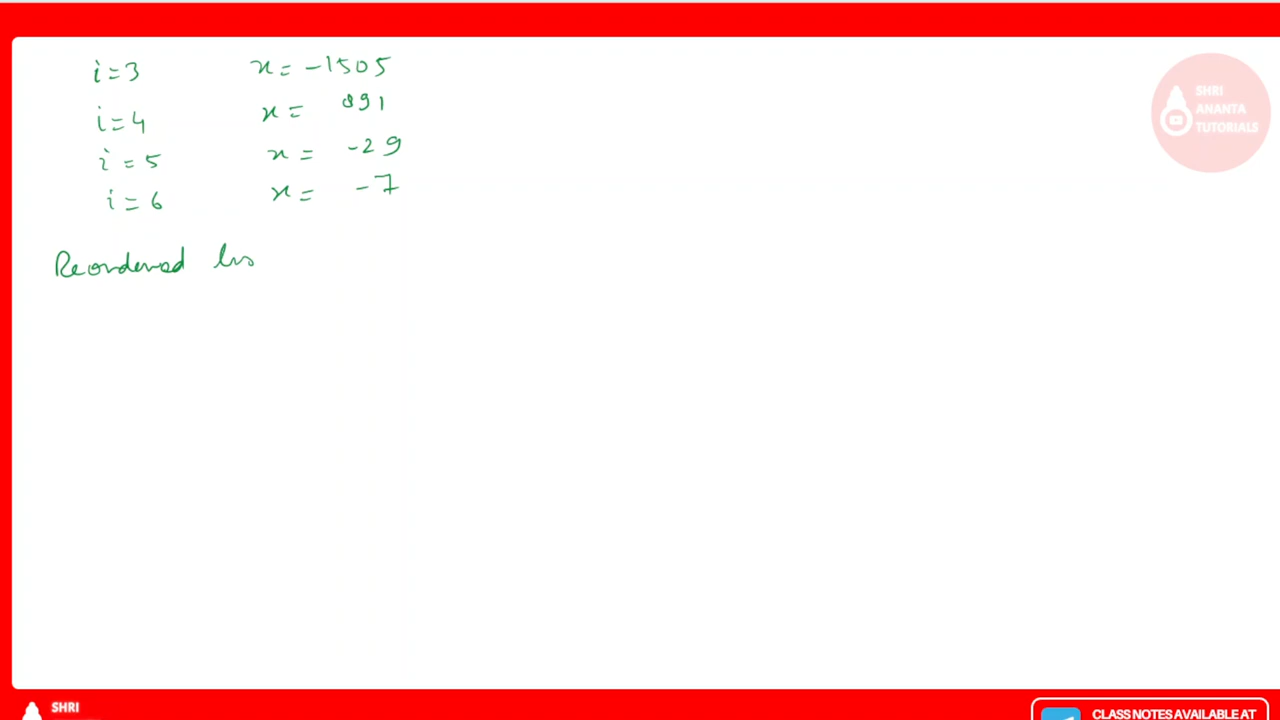 i=3 x= -1505
i=4 x= 891
i=5 x= -29
i=6 x= -7
Reordered lis
SHRI
ANANTA
TUTORIALS
SHRI
CLASS NOTES AVAILABLE AT